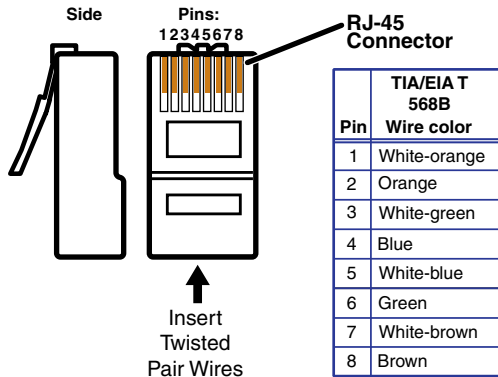 Side
Pins:
12345678
RJ-45
Connector
TIA/EIA T
568B
Pin Wire color
1 White-orange
2 Orange
3 White-green
4 Blue
5 White-blue
6 Green
7 White-brown
8 Brown
Insert
Twisted
Pair Wires